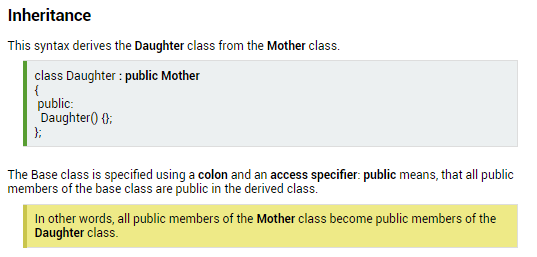 Inheritance
This syntax derives the Daughter class from the Mother class.
class Daughter : public Mother
{
public:
Daughter() {};
};
The Base class is specified using a colon and an access specifier: public means, that all public
members of the base class are public in the derived class.
In other words, all public members of the Mother class become public members of the
Daughter class.